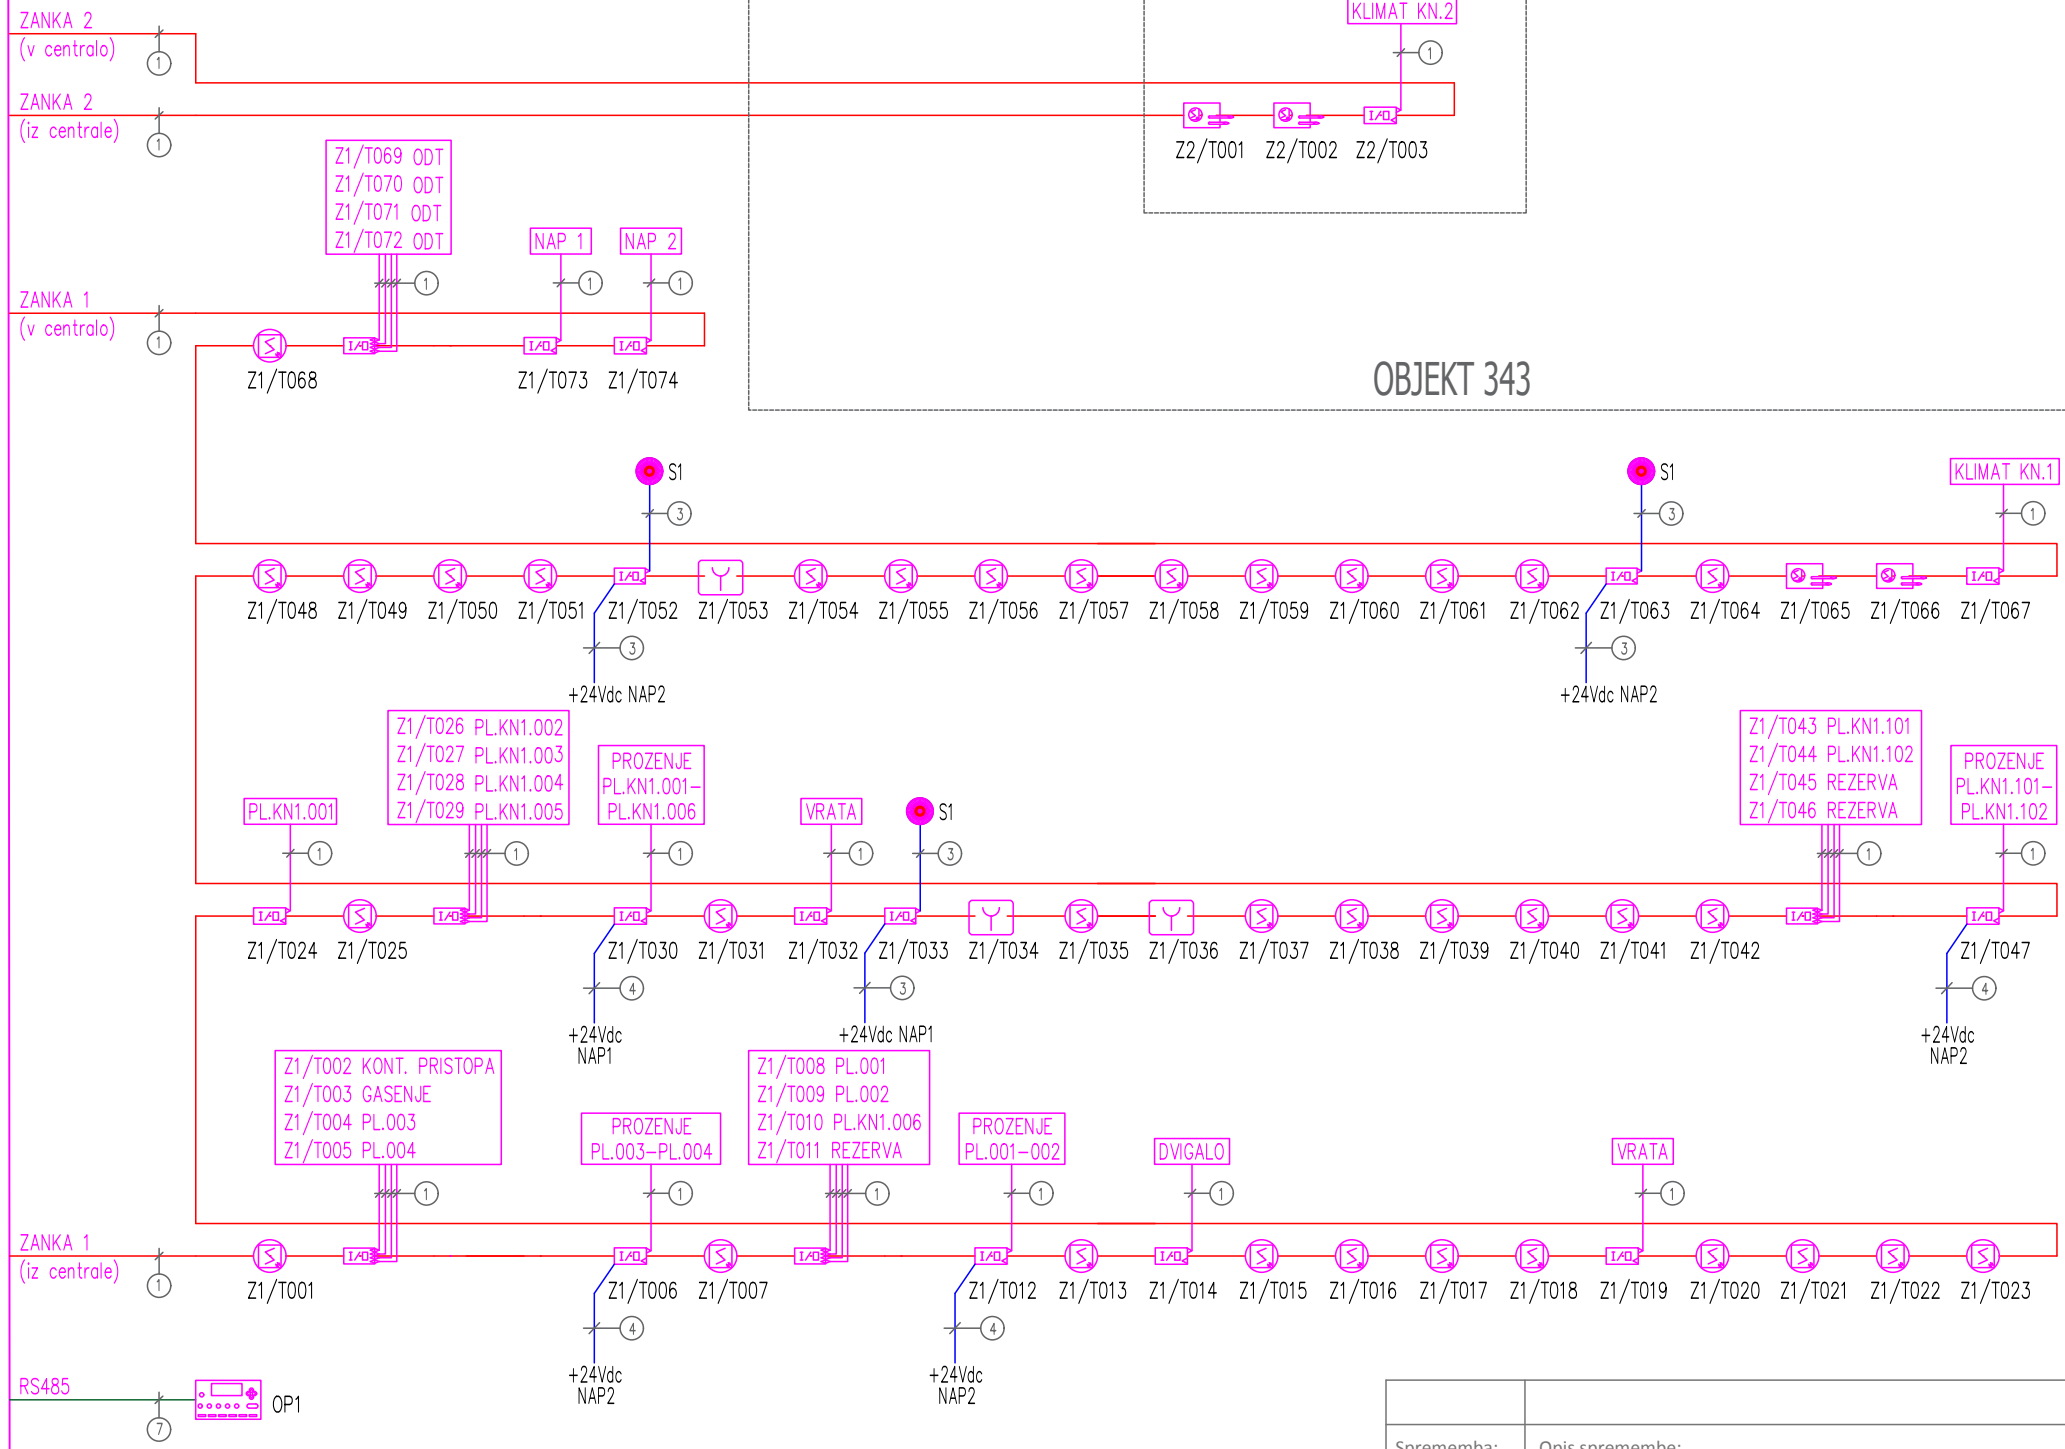 ZANKA 2
(v centralo)
1
KLIMAT KN.2
1
ZANKA 2
(iz centrale)
1
I/O
Z2/T001
Z2/T002
Z2/T003
Z1/T069 ODT
Z1/T070 ODT
Z1/T071 ODT
Z1/T072 ODT
NAP 1
NAP 2
1
1
1
ZANKA 1
(v centralo)
1
I/O
I/O
I/O
Z1/T068
Z1/T073
Z1/T074
OBJEKT 343
S1
S1
KLIMAT KN.1
3
3
1
I/O
I/O
I/O
Z1/T048
Z1/T049
Z1/T050
Z1/T051
Z1/T052
Z1/T053
Z1/T054
Z1/T055
Z1/T056
Z1/T057
Z1/T058
Z1/T059
Z1/T060
Z1/T061
Z1/T062
Z1/T063
Z1/T064
Z1/T065
Z1/T066
Z1/T067
3
3
+24Vdc NAP2
+24Vdc NAP2
PL.KN1.001
Z1/T026 PL.KN1.002
Z1/T027 PL.KN1.003
Z1/T028 PL.KN1.004
Z1/T029 PL.KN1.005
PROZENJE
PL.KN1.001-
PL.KN1.006
VRATA
S1
Z1/T043 PL.KN1.101
Z1/T044 PL.KN1.102
Z1/T045 REZERVA
Z1/T046 REZERVA
PROZENJE
PL.KN1.101-
PL.KN1.102
1
1
1
1
3
1
1
I/O
I/O
I/O
I/O
I/O
I/O
I/O
Z1/T024
Z1/T025
Z1/T030
Z1/T031
Z1/T032
Z1/T033
Z1/T034
Z1/T035
Z1/T036
Z1/T037
Z1/T038
Z1/T039
Z1/T040
Z1/T041
Z1/T042
Z1/T047
4
3
4
+24Vdc
NAP1
+24Vdc NAP1
+24Vdc
NAP2
Z1/T002 KONT. PRISTOPA
Z1/T003 GASENJE
Z1/T004 PL.003
Z1/T005 PL.004
PROZENJE
PL.003-PL.004
Z1/T008 PL.001
Z1/T009 PL.002
Z1/T010 PL.KN1.006
Z1/T011 REZERVA
PROZENJE
PL.001-002
DVIGALO
VRATA
1
1
1
1
1
1
ZANKA 1
(iz centrale)
1
I/O
I/O
I/O
I/O
I/O
I/O
Z1/T001
Z1/T006
Z1/T007
Z1/T012
Z1/T013
Z1/T014
Z1/T015
Z1/T016
Z1/T017
Z1/T018
Z1/T019
Z1/T020
Z1/T021
Z1/T022
Z1/T023
4
4
+24Vdc
NAP2
+24Vdc
NAP2
RS485
7
OP1
Sprememba:
Opis spremembe: